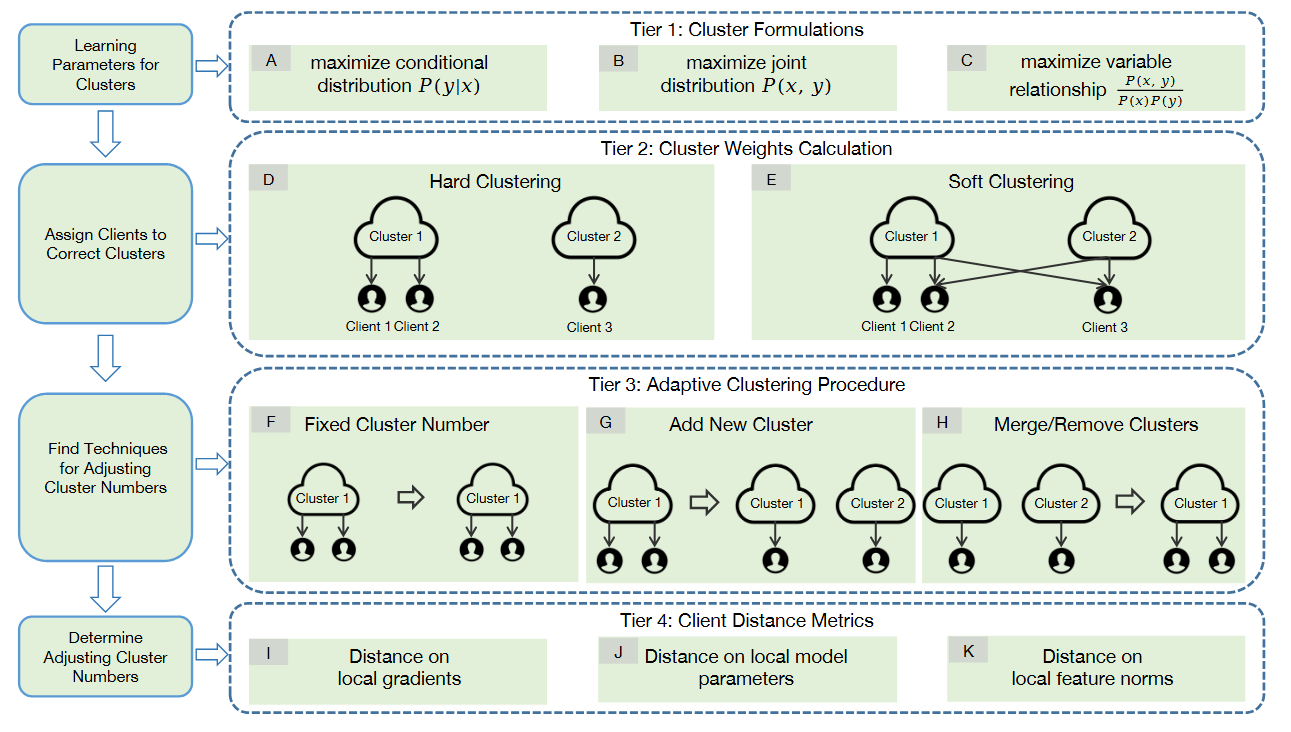 Learning
Parameters for
Clusters
Tier 1: Cluster Formulations
A
maximize conditional
distribution P(y|x)
B
maximize joint
distribution P(x, y)
C
maximize variable
relationship P(x, y) / P(x)P(y)
Assign Clients to
Correct Clusters
Tier 2: Cluster Weights Calculation
D
Hard Clustering
Cluster 1
Cluster 2
Client 1 Client 2
Client 3
E
Soft Clustering
Cluster 1
Cluster 2
Client 1 Client 2
Client 3
Find Techniques
for Adjusting
Cluster Numbers
Tier 3: Adaptive Clustering Procedure
F
Fixed Cluster Number
Cluster 1
Cluster 1
G
Add New Cluster
Cluster 1
Cluster 1
Cluster 2
H
Merge/Remove Clusters
Cluster 1
Cluster 2
Cluster 1
Determine
Adjusting Cluster
Numbers
Tier 4: Client Distance Metrics
I
Distance on
local gradients
J
Distance on local model
parameters
K
Distance on
local feature norms